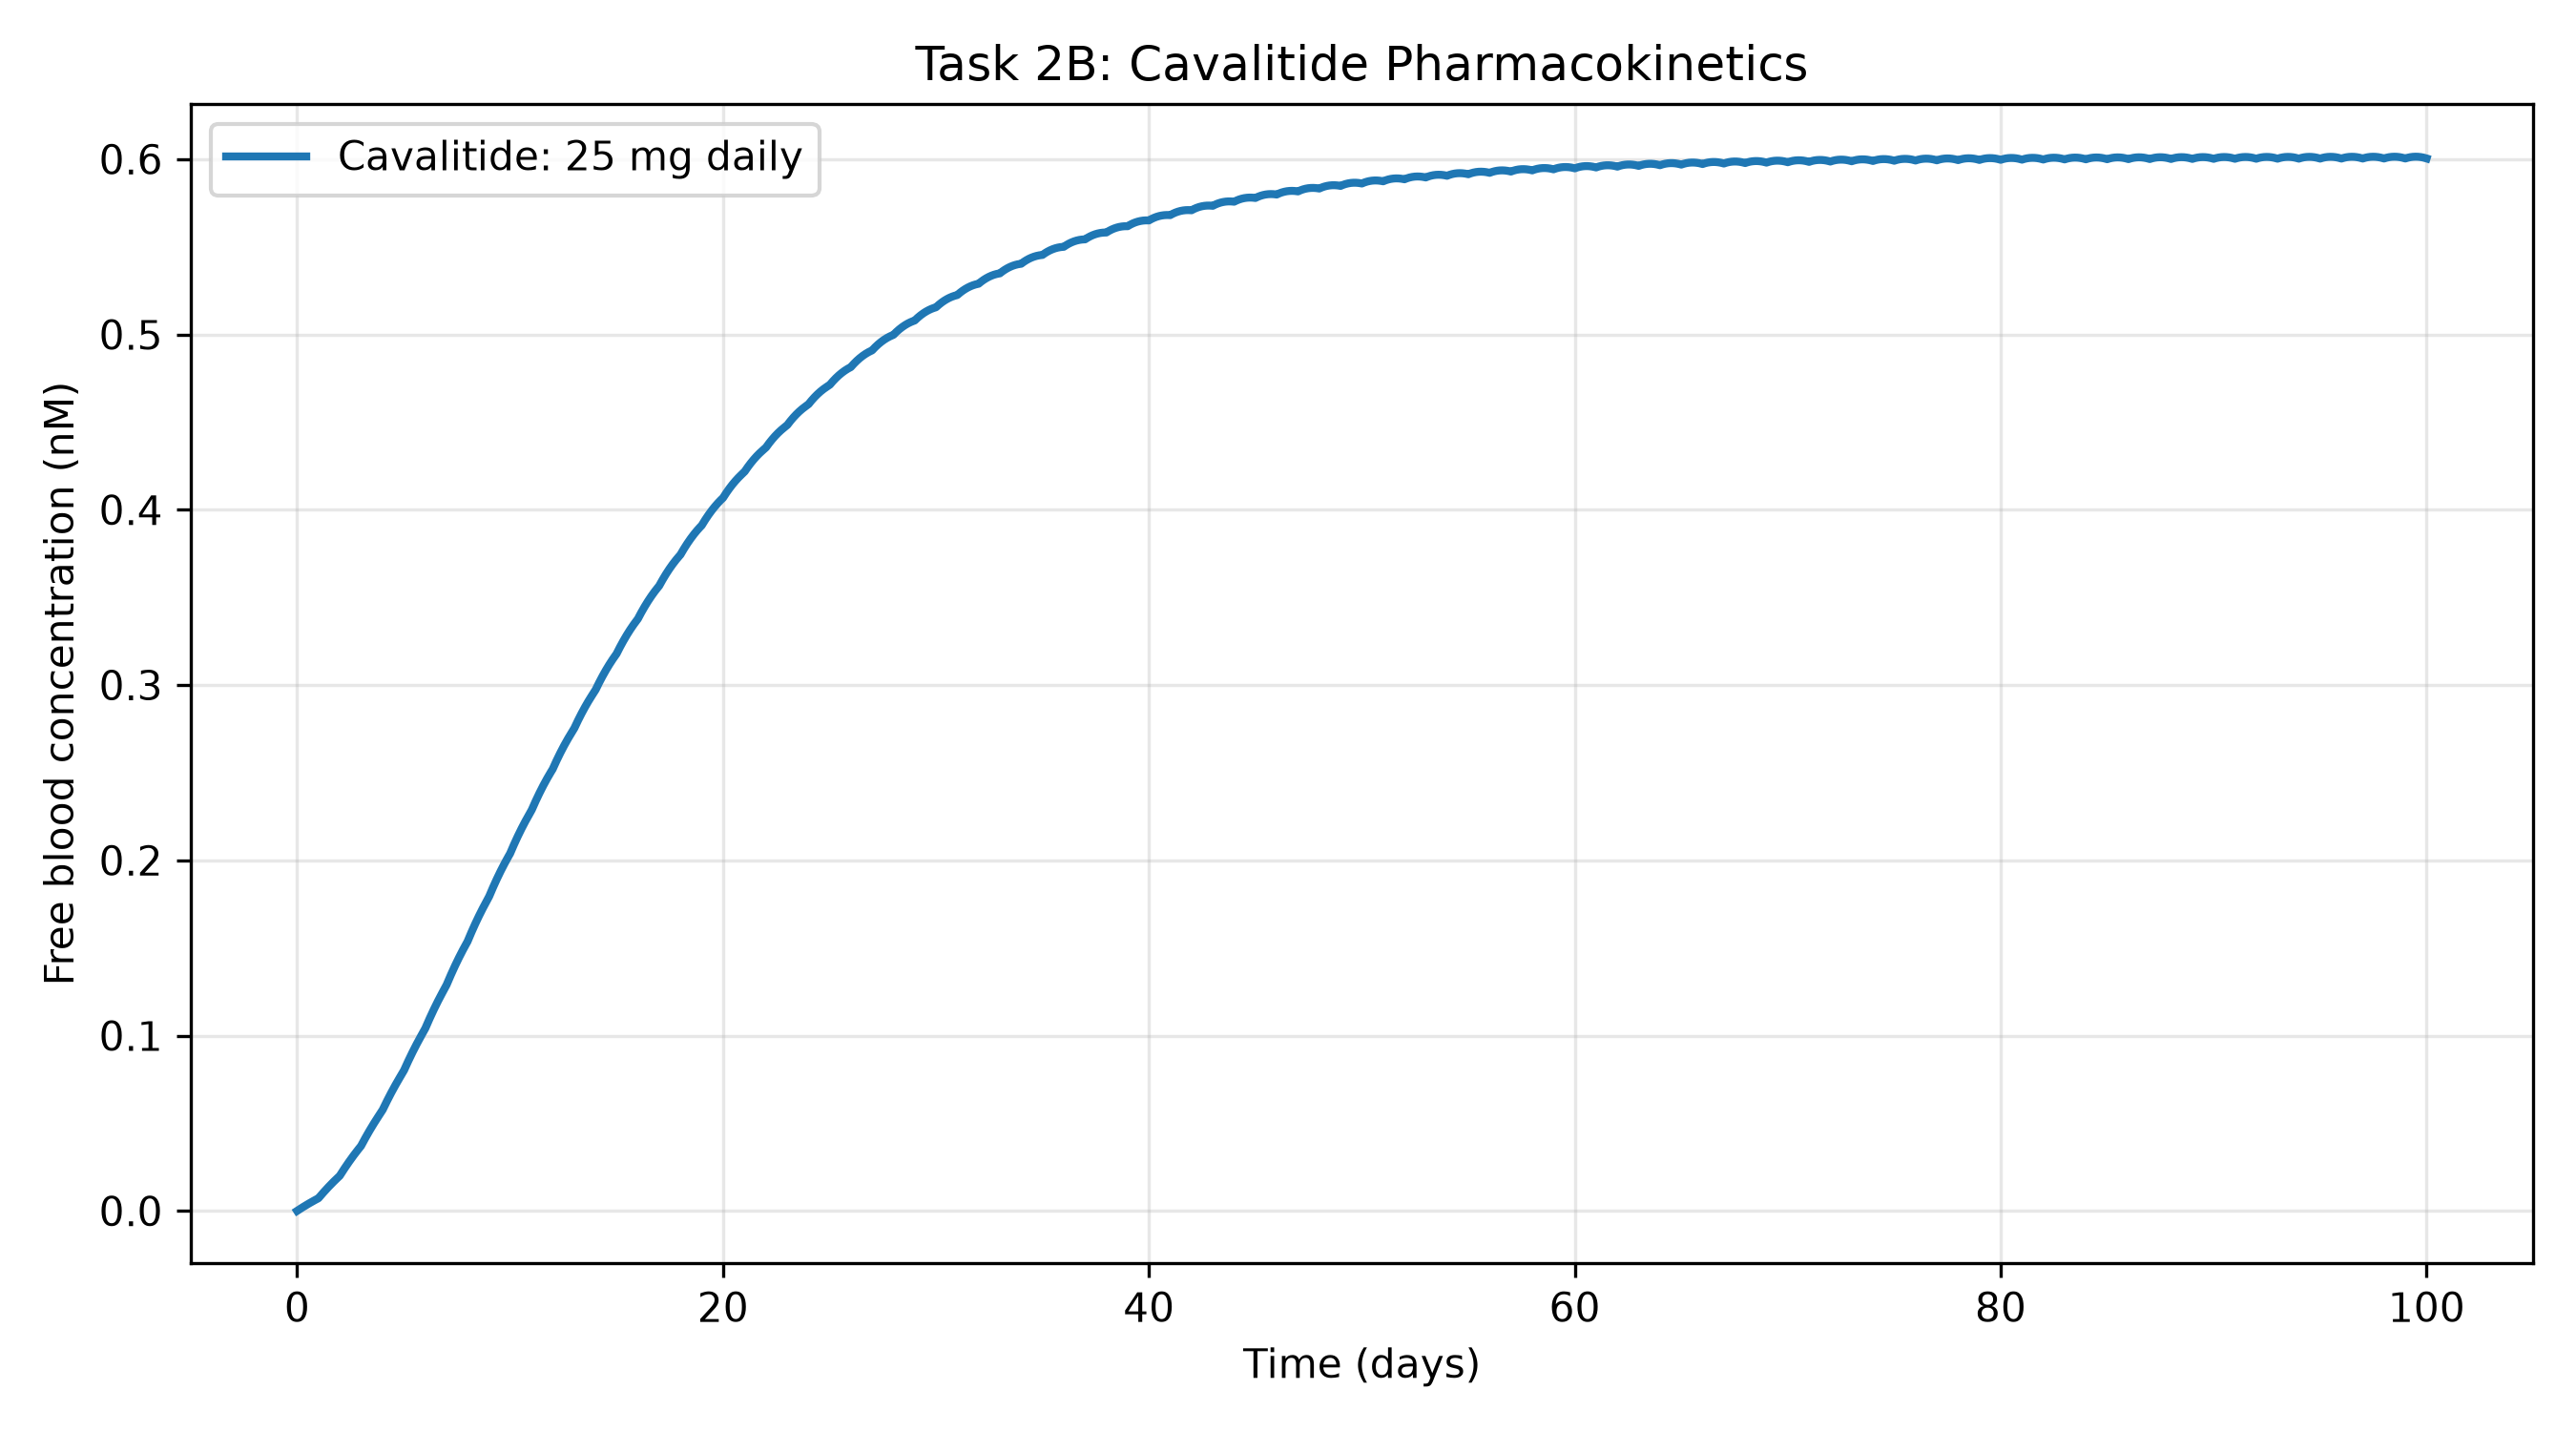 Task 2B: Cavalitide Pharmacokinetics
Cavalitide: 25 mg daily
Free blood concentration (nM)
0.6
0.5
0.4
0.3
0.2
0.1
0.0
0 20 40 60 80 100
Time (days)